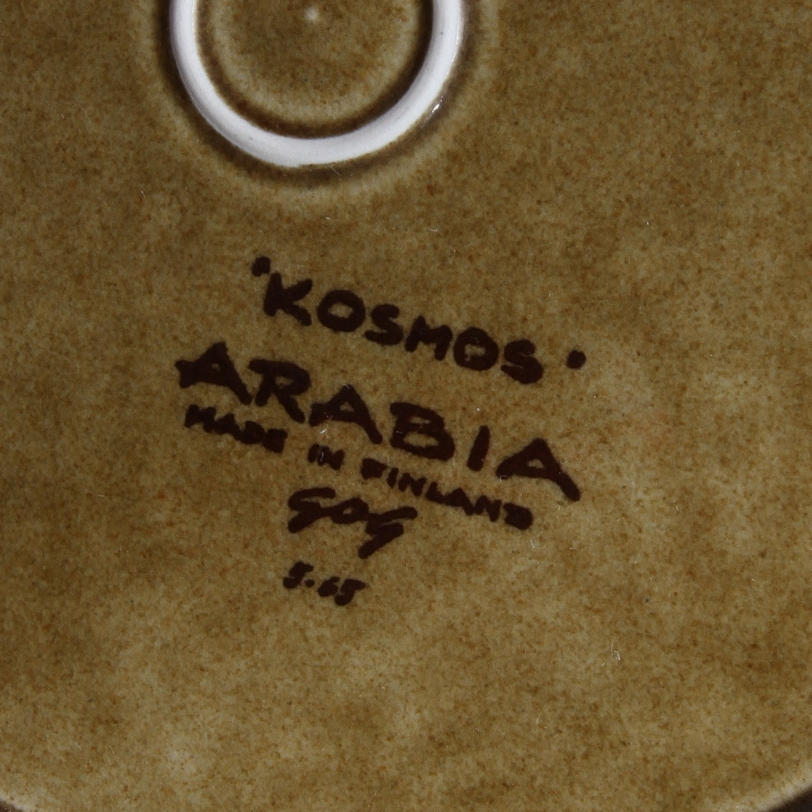 "KOSMOS"
ARABIA
MADE IN FINLAND
GOG
5.65